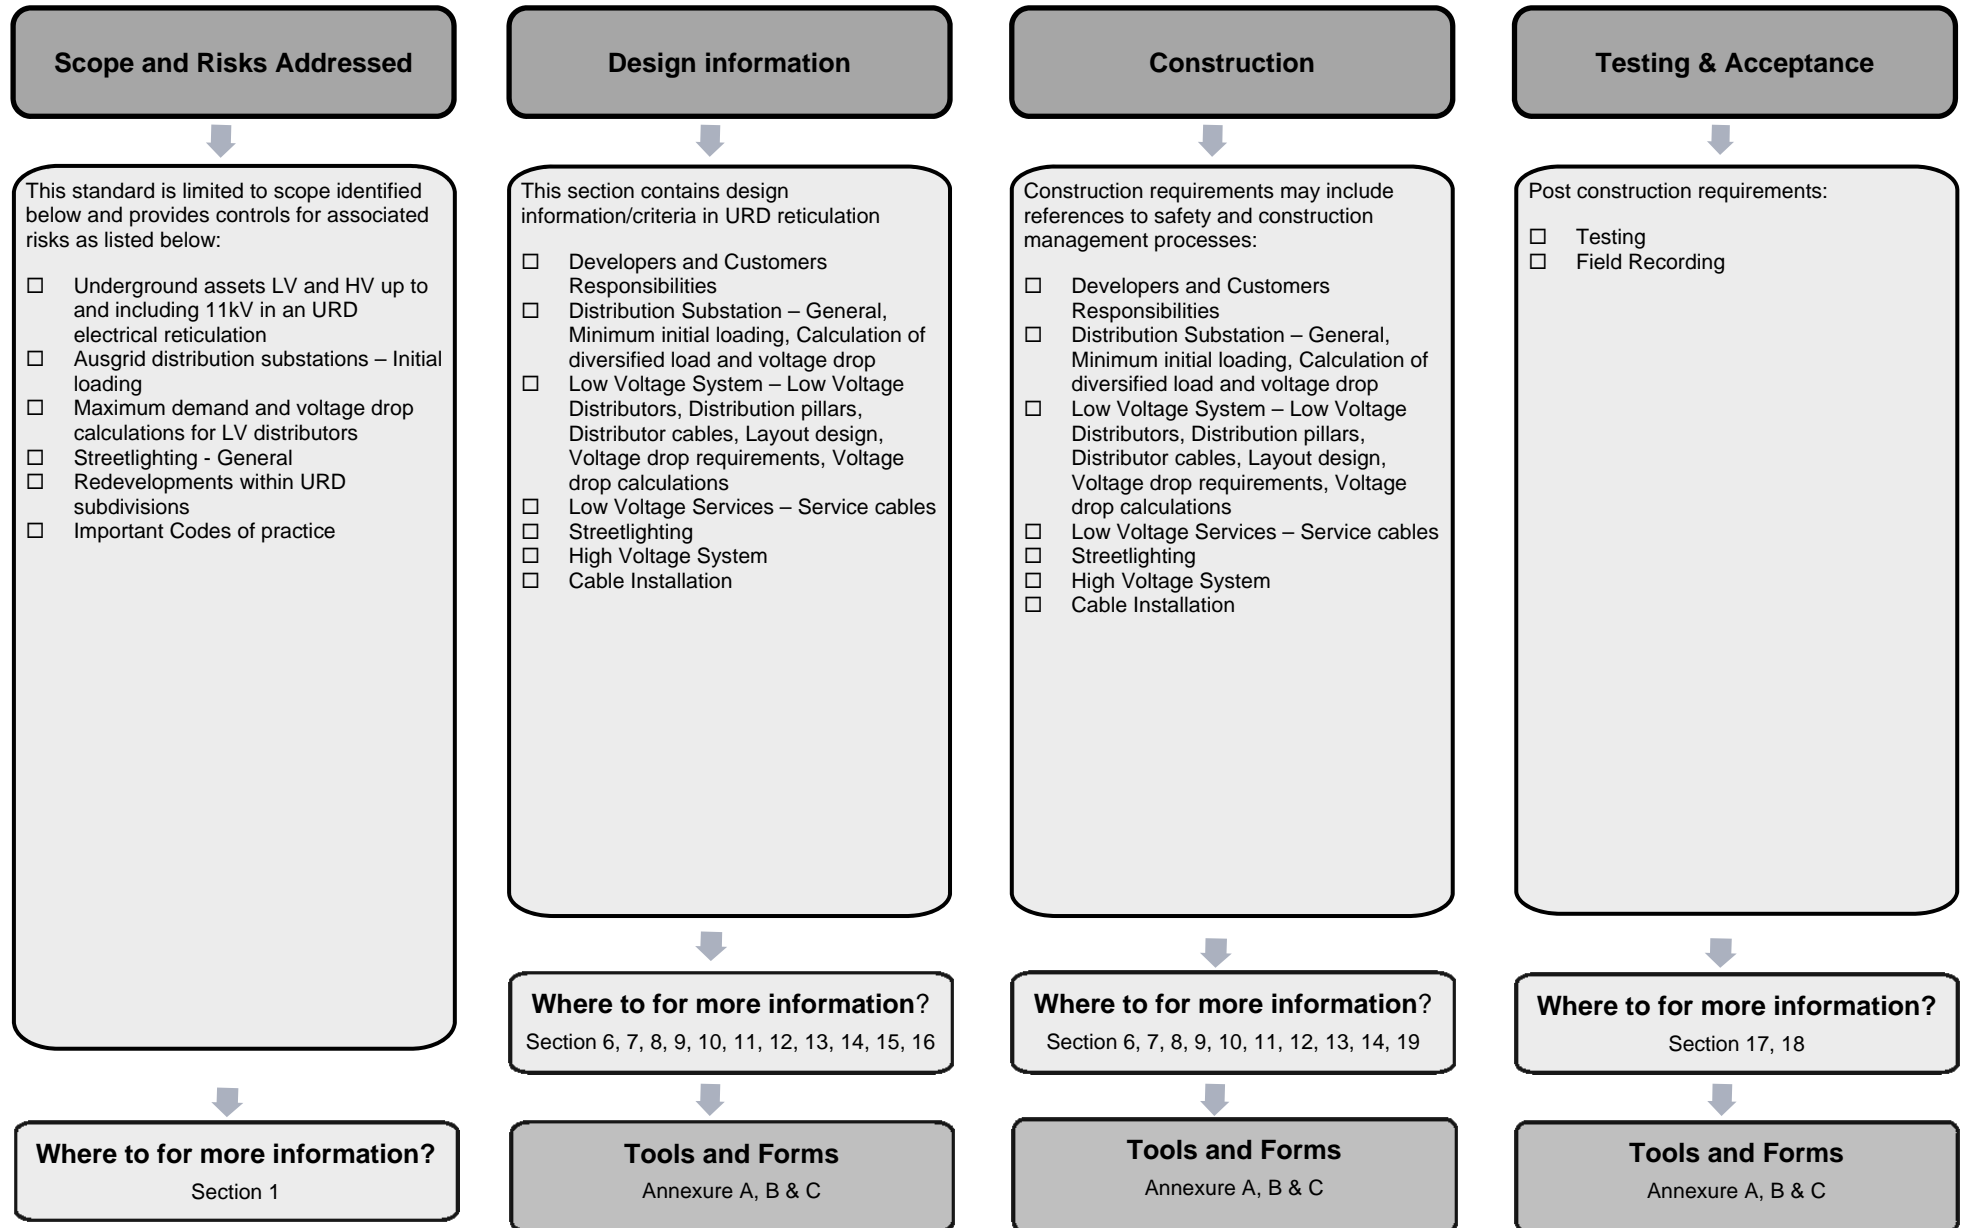 Scope and Risks Addressed
This standard is limited to scope identified
below and provides controls for associated
risks as listed below:
☐ Underground assets LV and HV up to
and including 11kV in an URD
electrical reticulation
☐ Ausgrid distribution substations – Initial
loading
☐ Maximum demand and voltage drop
calculations for LV distributors
☐ Streetlighting - General
☐ Redevelopments within URD
subdivisions
☐ Important Codes of practice
Where to for more information?
Section 1
Design information
This section contains design
information/criteria in URD reticulation
☐ Developers and Customers
Responsibilities
☐ Distribution Substation – General,
Minimum initial loading, Calculation of
diversified load and voltage drop
☐ Low Voltage System – Low Voltage
Distributors, Distribution pillars,
Distributor cables, Layout design,
Voltage drop requirements, Voltage
drop calculations
☐ Low Voltage Services – Service cables
☐ Streetlighting
☐ High Voltage System
☐ Cable Installation
Where to for more information?
Section 6, 7, 8, 9, 10, 11, 12, 13, 14, 15, 16
Tools and Forms
Annexure A, B & C
Construction
Construction requirements may include
references to safety and construction
management processes:
☐ Developers and Customers
Responsibilities
☐ Distribution Substation – General,
Minimum initial loading, Calculation of
diversified load and voltage drop
☐ Low Voltage System – Low Voltage
Distributors, Distribution pillars,
Distributor cables, Layout design,
Voltage drop requirements, Voltage
drop calculations
☐ Low Voltage Services – Service cables
☐ Streetlighting
☐ High Voltage System
☐ Cable Installation
Where to for more information?
Section 6, 7, 8, 9, 10, 11, 12, 13, 14, 19
Tools and Forms
Annexure A, B & C
Testing & Acceptance
Post construction requirements:
☐ Testing
☐ Field Recording
Where to for more information?
Section 17, 18
Tools and Forms
Annexure A, B & C